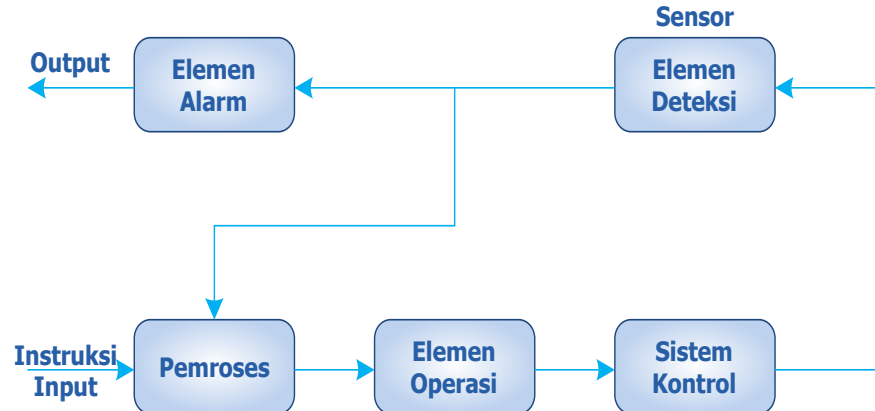 Sensor
Output
Elemen
Alarm
Elemen
Deteksi
Instruksi
Input
Pemroses
Elemen
Operasi
Sistem
Kontrol